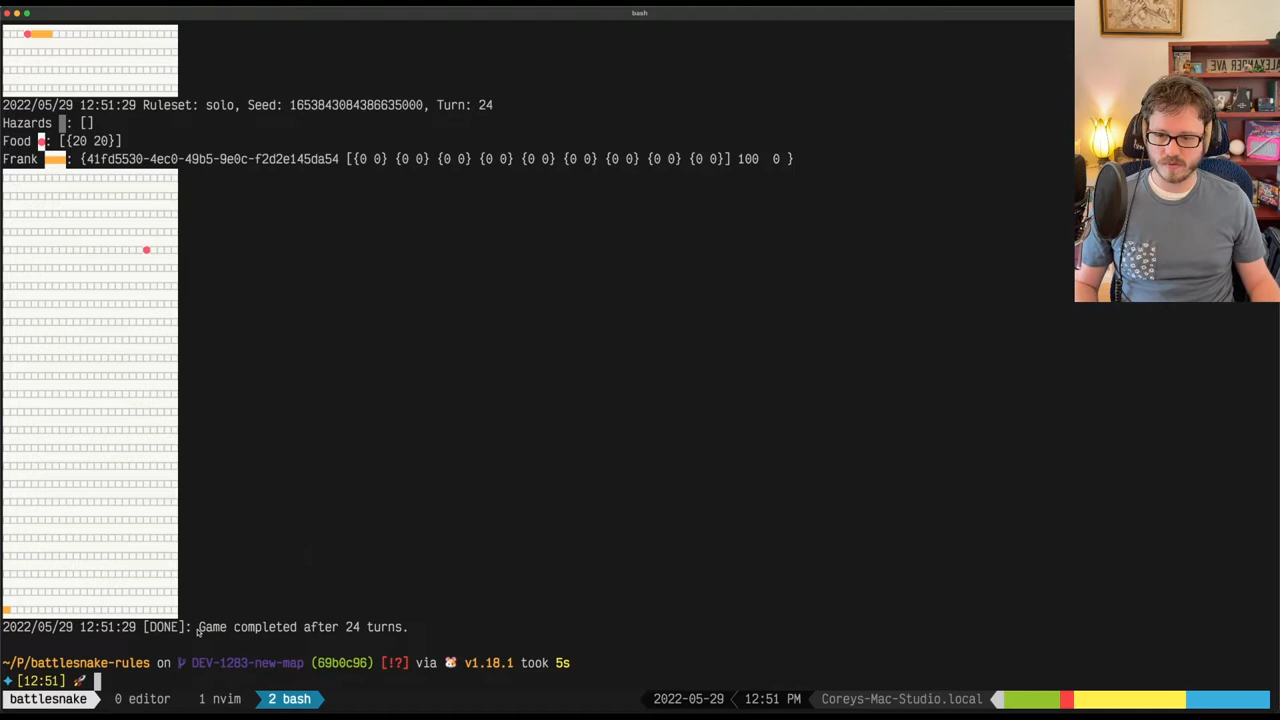 bash
2022/05/29 12:51:29 Ruleset: solo, Seed: 1653843084386635000, Turn: 24
Hazards : []
Food : [{20 20}]
Frank : {41fd5530-4ec0-49b5-9e0c-f2d2e145da54 [{0 0} {0 0} {0 0} {0 0} {0 0} {0 0} {0 0} {0 0} {0 0}] 100 0 }
2022/05/29 12:51:29 [DONE]: Game completed after 24 turns.
~/P/battlesnake-rules on DEV-1283-new-map (69b0c96) [!?] via v1.18.1 took 5s
[12:51]
battlesnake 0 editor 1 nvim 2 bash 2022-05-29 12:51 PM Coreys-Mac-Studio.local
ALEXANDER AVE